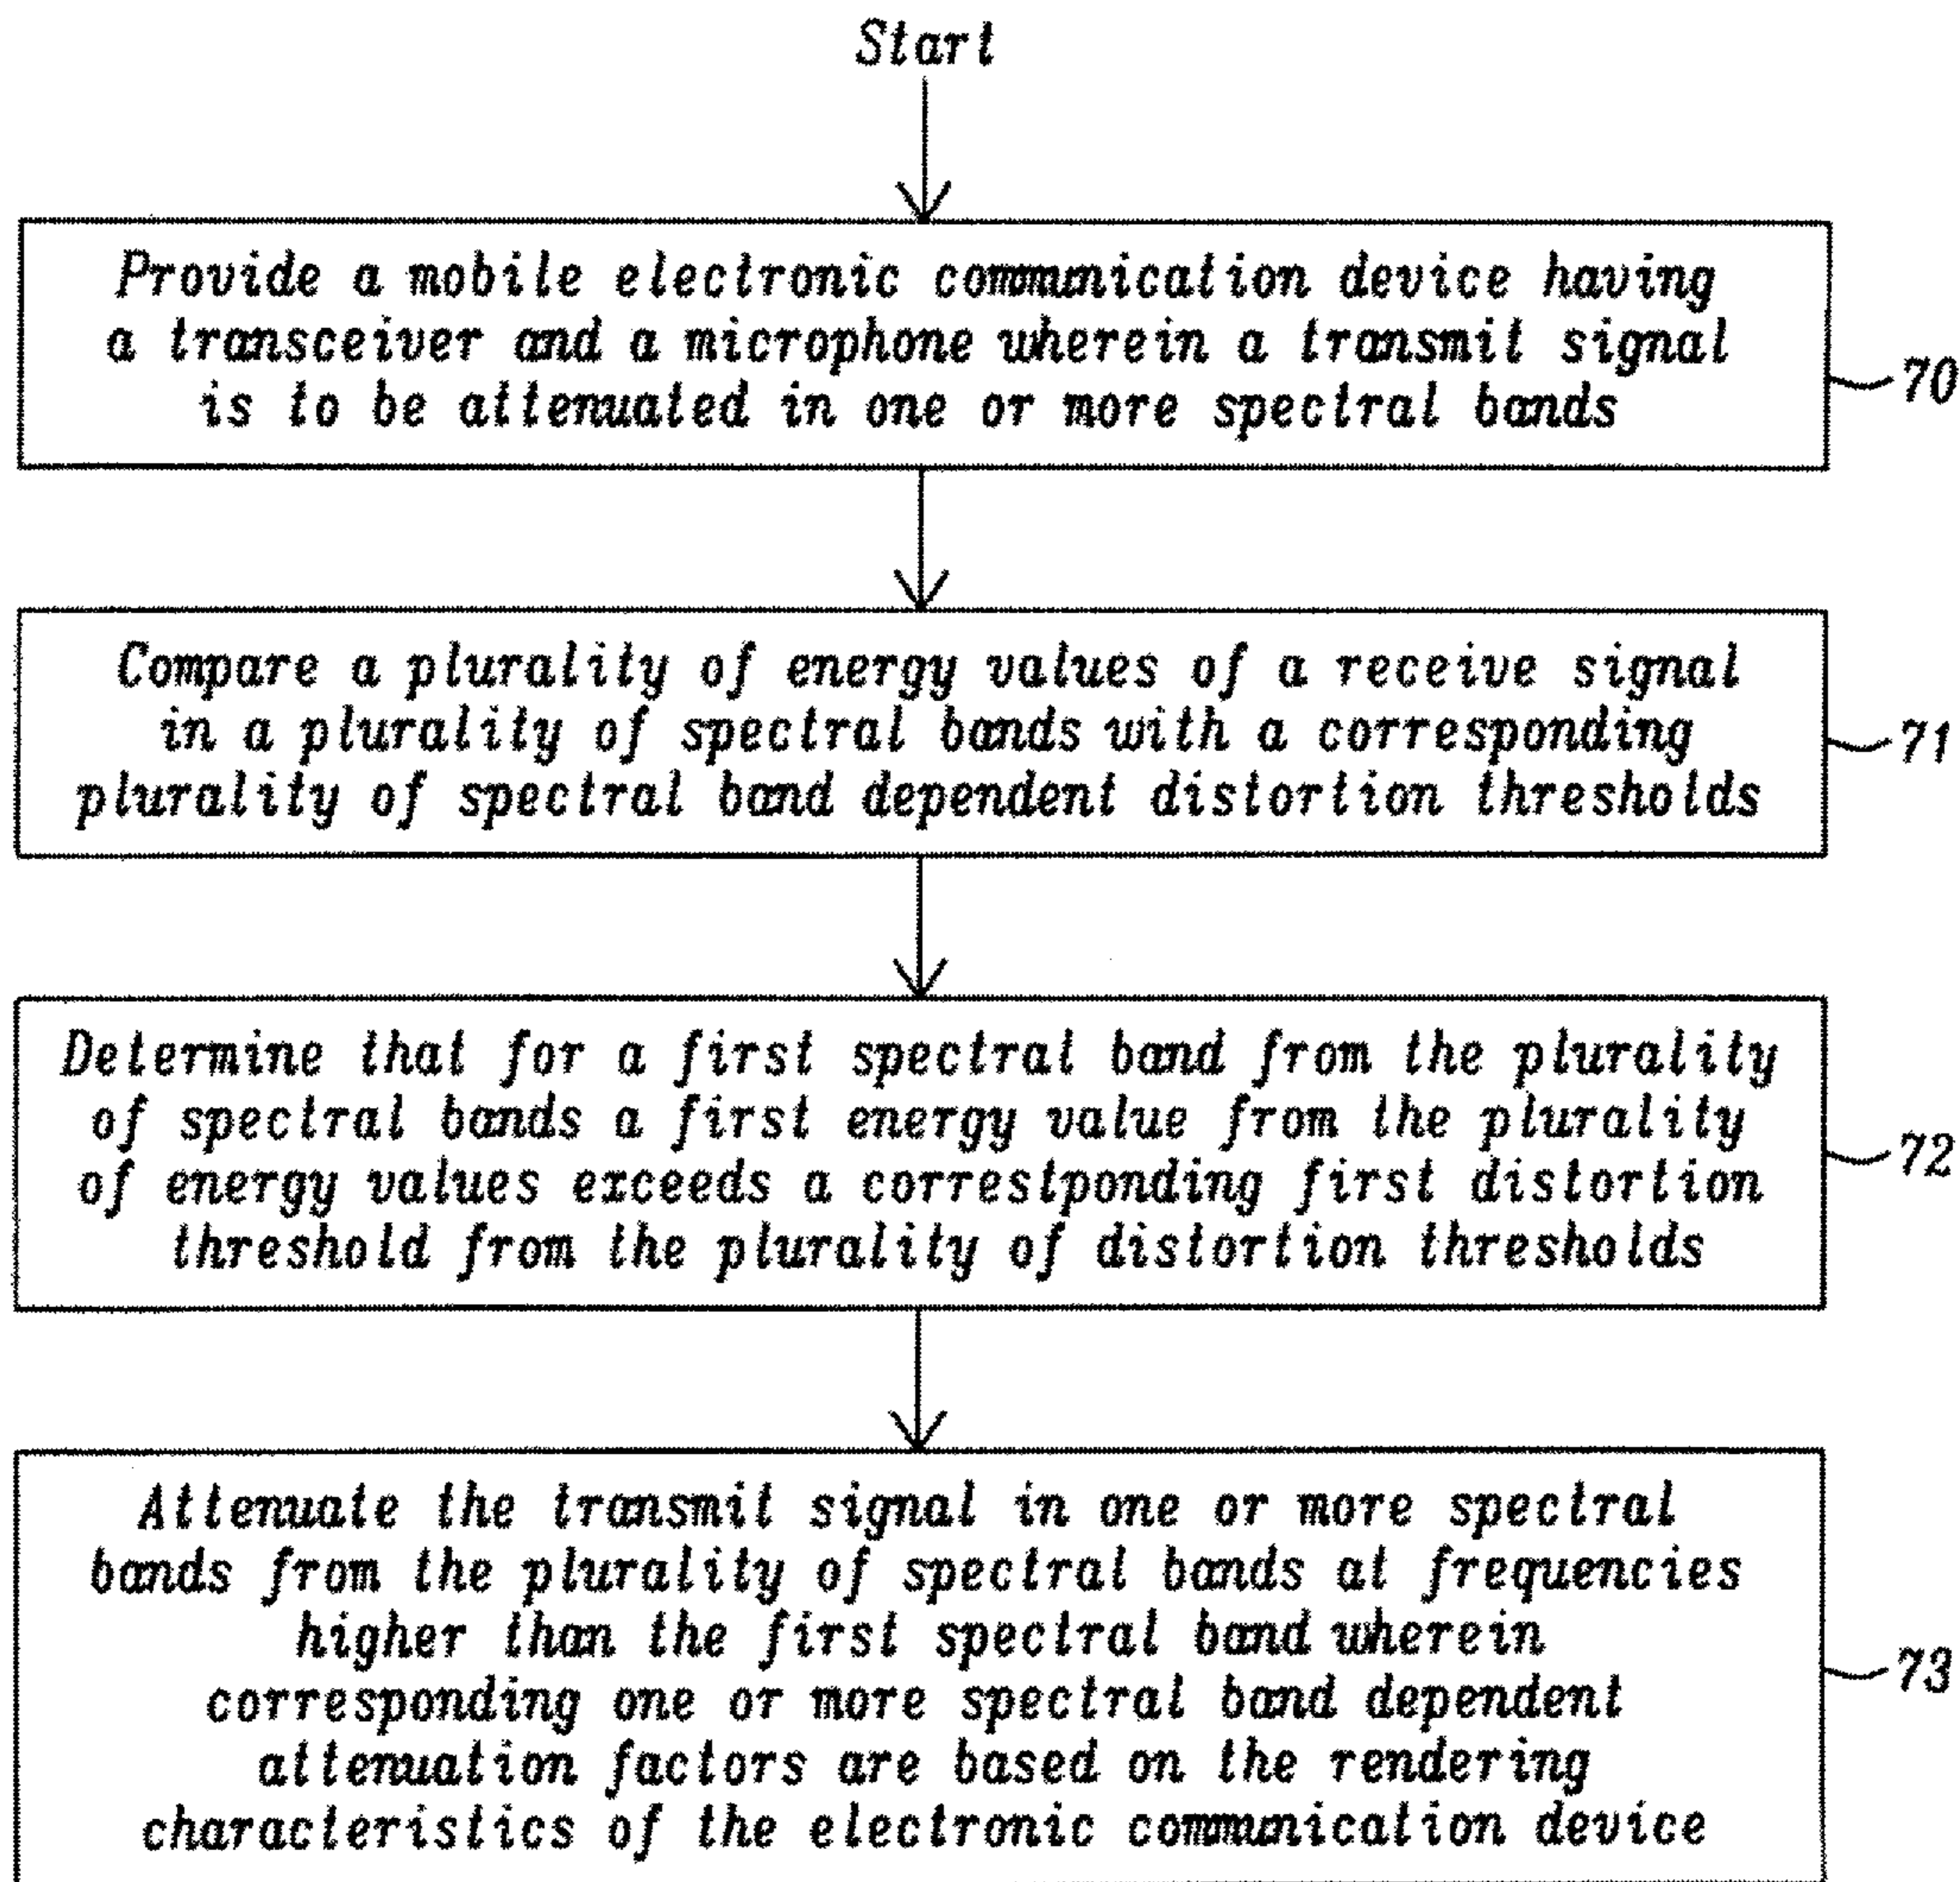 Start
Provide a mobile electronic communication device having
a transceiver and a microphone wherein a transmit signal
is to be attenuated in one or more spectral bands
70
Compare a plurality of energy values of a receive signal
in a plurality of spectral bands with a corresponding
plurality of spectral band dependent distortion thresholds
71
Determine that for a first spectral band from the plurality
of spectral bands a first energy value from the plurality
of energy values exceeds a correstponding first distortion
threshold from the plurality of distortion thresholds
72
Attenuate the transmit signal in one or more spectral
bands from the plurality of spectral bands at frequencies
higher than the first spectral band wherein
corresponding one or more spectral band dependent
attenuation factors are based on the rendering
characteristics of the electronic communication device
73